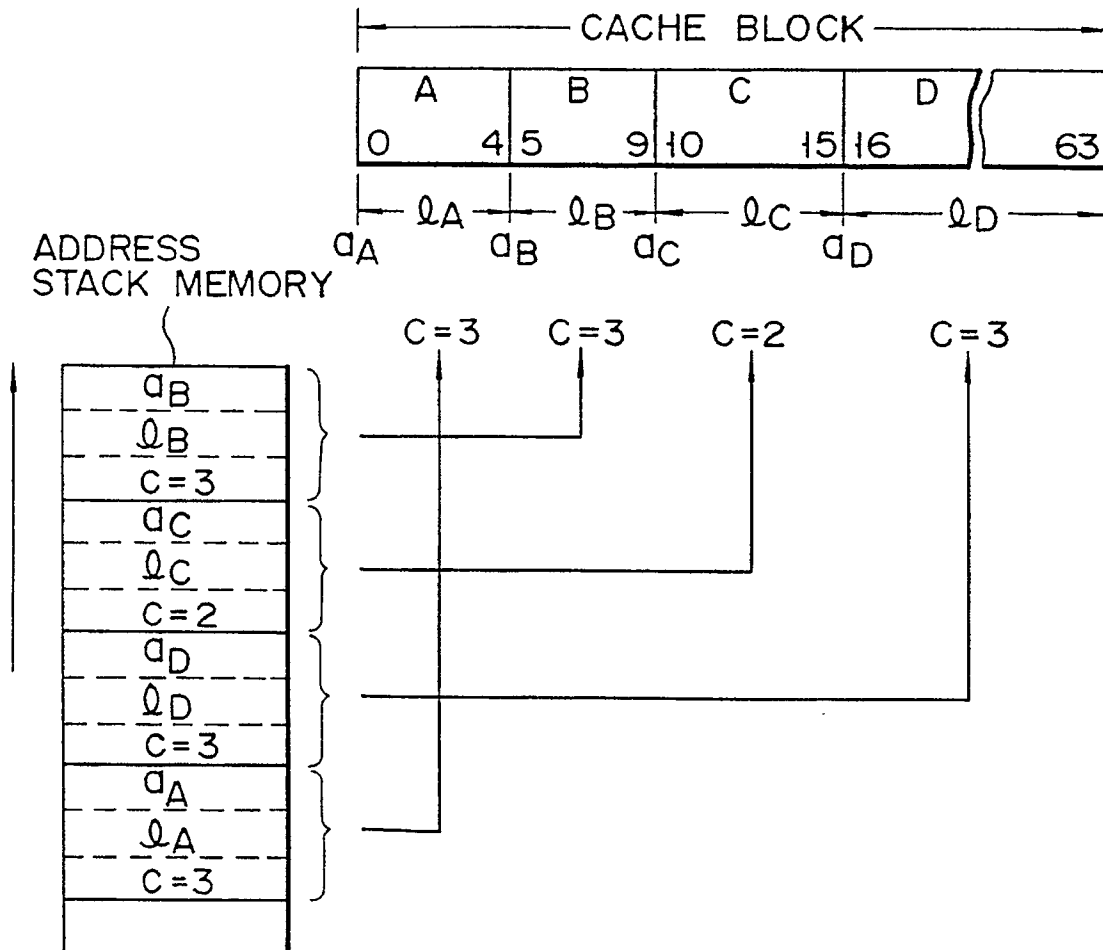 CACHE BLOCK
A B C D
0 4 5 9 10 15 16 63
ℓA ℓB ℓC ℓD
aA aB aC aD
ADDRESS
STACK MEMORY
C=3 C=3 C=2 C=3
aB
ℓB
C=3
aC
ℓC
C=2
aD
ℓD
C=3
aA
ℓA
C=3